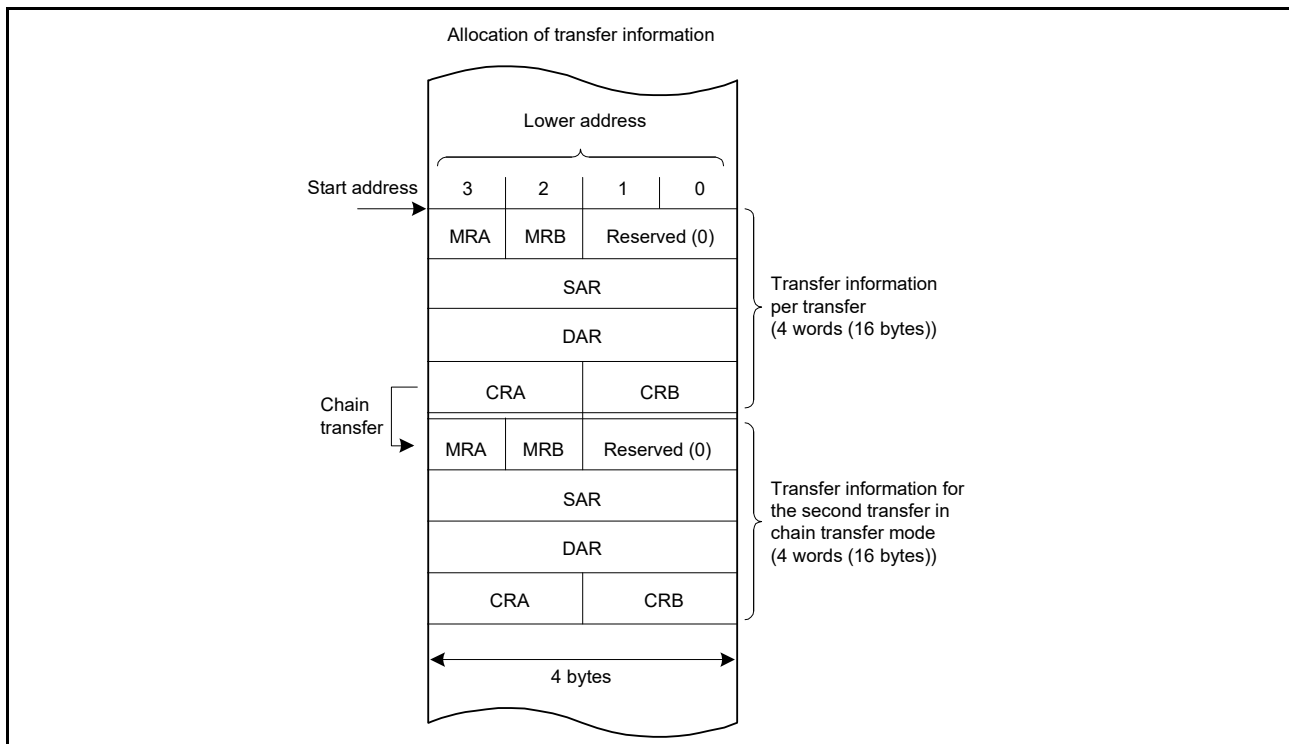 Allocation of transfer information
Lower address
Start address
3 2 1 0
MRA MRB Reserved (0)
SAR
DAR
CRA CRB
Transfer information
per transfer
(4 words (16 bytes))
Chain
transfer
MRA MRB Reserved (0)
SAR
DAR
CRA CRB
Transfer information for
the second transfer in
chain transfer mode
(4 words (16 bytes))
4 bytes